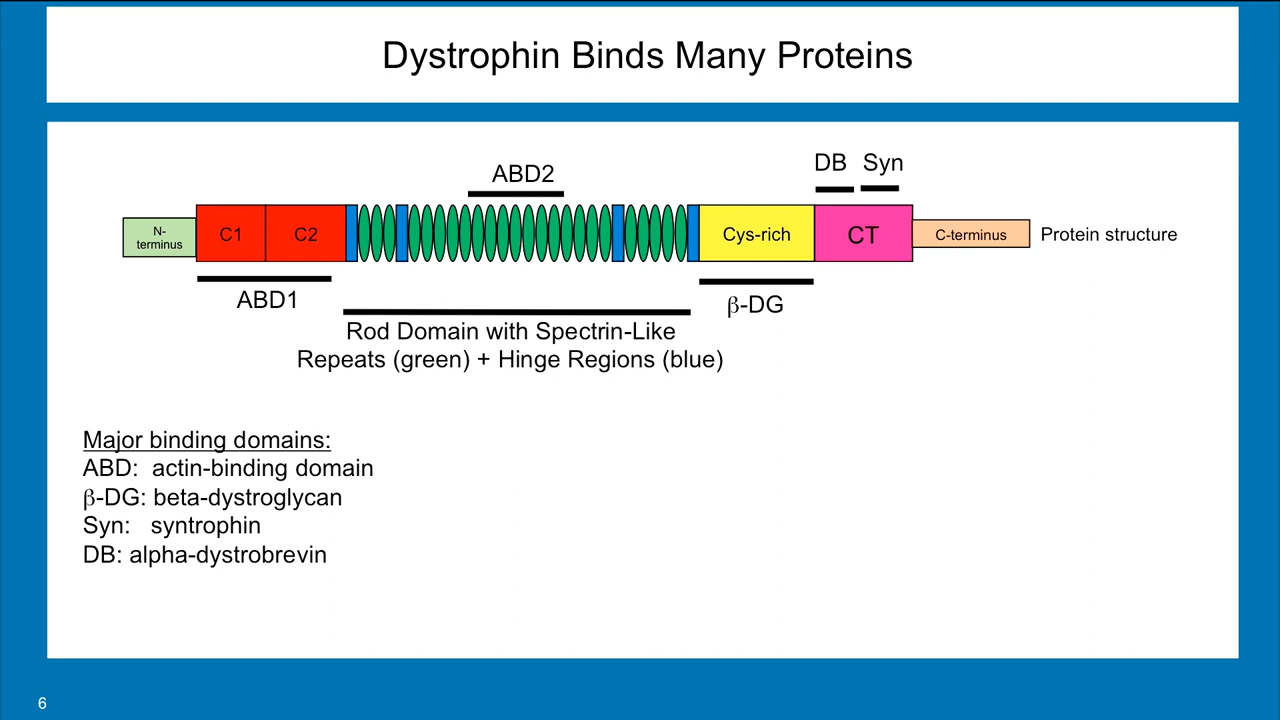 Dystrophin Binds Many Proteins
DB Syn
ABD2
N-
terminus
C1 C2 Cys-rich CT C-terminus Protein structure
ABD1
β-DG
Rod Domain with Spectrin-Like
Repeats (green) + Hinge Regions (blue)
Major binding domains:
ABD: actin-binding domain
β-DG: beta-dystroglycan
Syn: syntrophin
DB: alpha-dystrobrevin
6